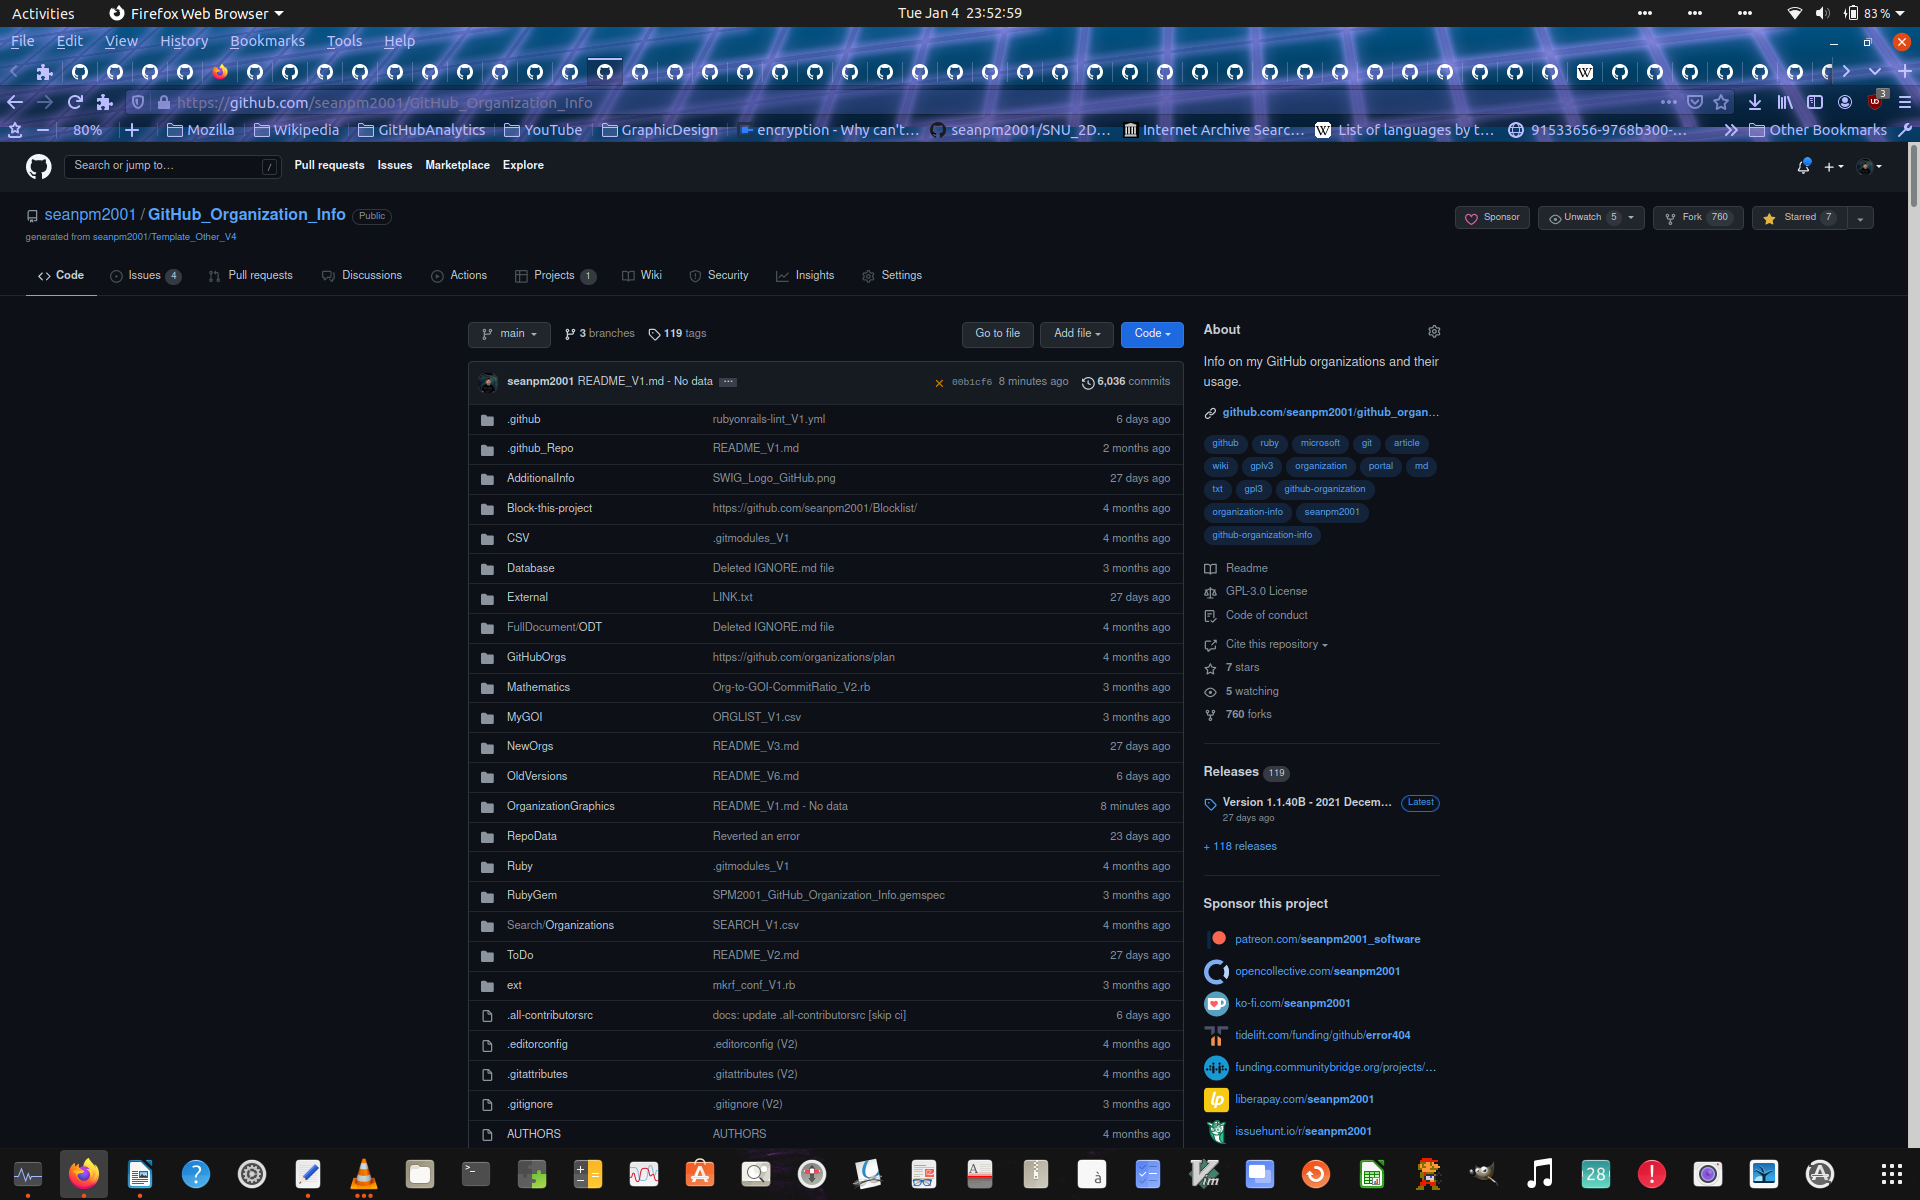 Activities Firefox Web Browser Tue Jan 4 23:52:59 83 %
File Edit View History Bookmarks Tools Help
https://github.com/seanpm2001/GitHub_Organization_Info 3
80% Mozilla Wikipedia GitHubAnalytics YouTube GraphicDesign encryption - Why can't... seanpm2001/SNU_2D... Internet Archive Searc... List of languages by t... 91533656-9768b300-... Other Bookmarks
Search or jump to... / Pull requests Issues Marketplace Explore
seanpm2001 / GitHub_Organization_Info Public Sponsor Unwatch 5 Fork 760 Starred 7
generated from seanpm2001/Template_Other_V4
Code Issues 4 Pull requests Discussions Actions Projects 1 Wiki Security Insights Settings
main 3 branches 119 tags Go to file Add file Code
seanpm2001 README_V1.md - No data ... 00b1cf6 8 minutes ago 6,036 commits
.github rubyonrails-lint_V1.yml 6 days ago
.github_Repo README_V1.md 2 months ago
AdditionalInfo SWIG_Logo_GitHub.png 27 days ago
Block-this-project https://github.com/seanpm2001/Blocklist/ 4 months ago
CSV .gitmodules_V1 4 months ago
Database Deleted IGNORE.md file 3 months ago
External LINK.txt 27 days ago
FullDocument/ODT Deleted IGNORE.md file 4 months ago
GitHubOrgs https://github.com/organizations/plan 4 months ago
Mathematics Org-to-GOI-CommitRatio_V2.rb 3 months ago
MyGOI ORGLIST_V1.csv 3 months ago
NewOrgs README_V3.md 27 days ago
OldVersions README_V6.md 6 days ago
OrganizationGraphics README_V1.md - No data 8 minutes ago
RepoData Reverted an error 23 days ago
Ruby .gitmodules_V1 4 months ago
RubyGem SPM2001_GitHub_Organization_Info.gemspec 3 months ago
Search/Organizations SEARCH_V1.csv 4 months ago
ToDo README_V2.md 27 days ago
ext mkrf_conf_V1.rb 3 months ago
.all-contributorsrc docs: update .all-contributorsrc [skip ci] 6 days ago
.editorconfig .editorconfig (V2) 4 months ago
.gitattributes .gitattributes (V2) 4 months ago
.gitignore .gitignore (V2) 3 months ago
AUTHORS AUTHORS 4 months ago
About
Info on my GitHub organizations and their
usage.
github.com/seanpm2001/github_organ...
github ruby microsoft git article
wiki gplv3 organization portal md
txt gpl3 github-organization
organization-info seanpm2001
github-organization-info
Readme
GPL-3.0 License
Code of conduct
Cite this repository
7 stars
5 watching
760 forks
Releases 119
Version 1.1.40B - 2021 Decem... Latest
27 days ago
+ 118 releases
Sponsor this project
patreon.com/seanpm2001_software
opencollective.com/seanpm2001
ko-fi.com/seanpm2001
tidelift.com/funding/github/error404
funding.communitybridge.org/projects/...
liberapay.com/seanpm2001
issuehunt.io/r/seanpm2001
28